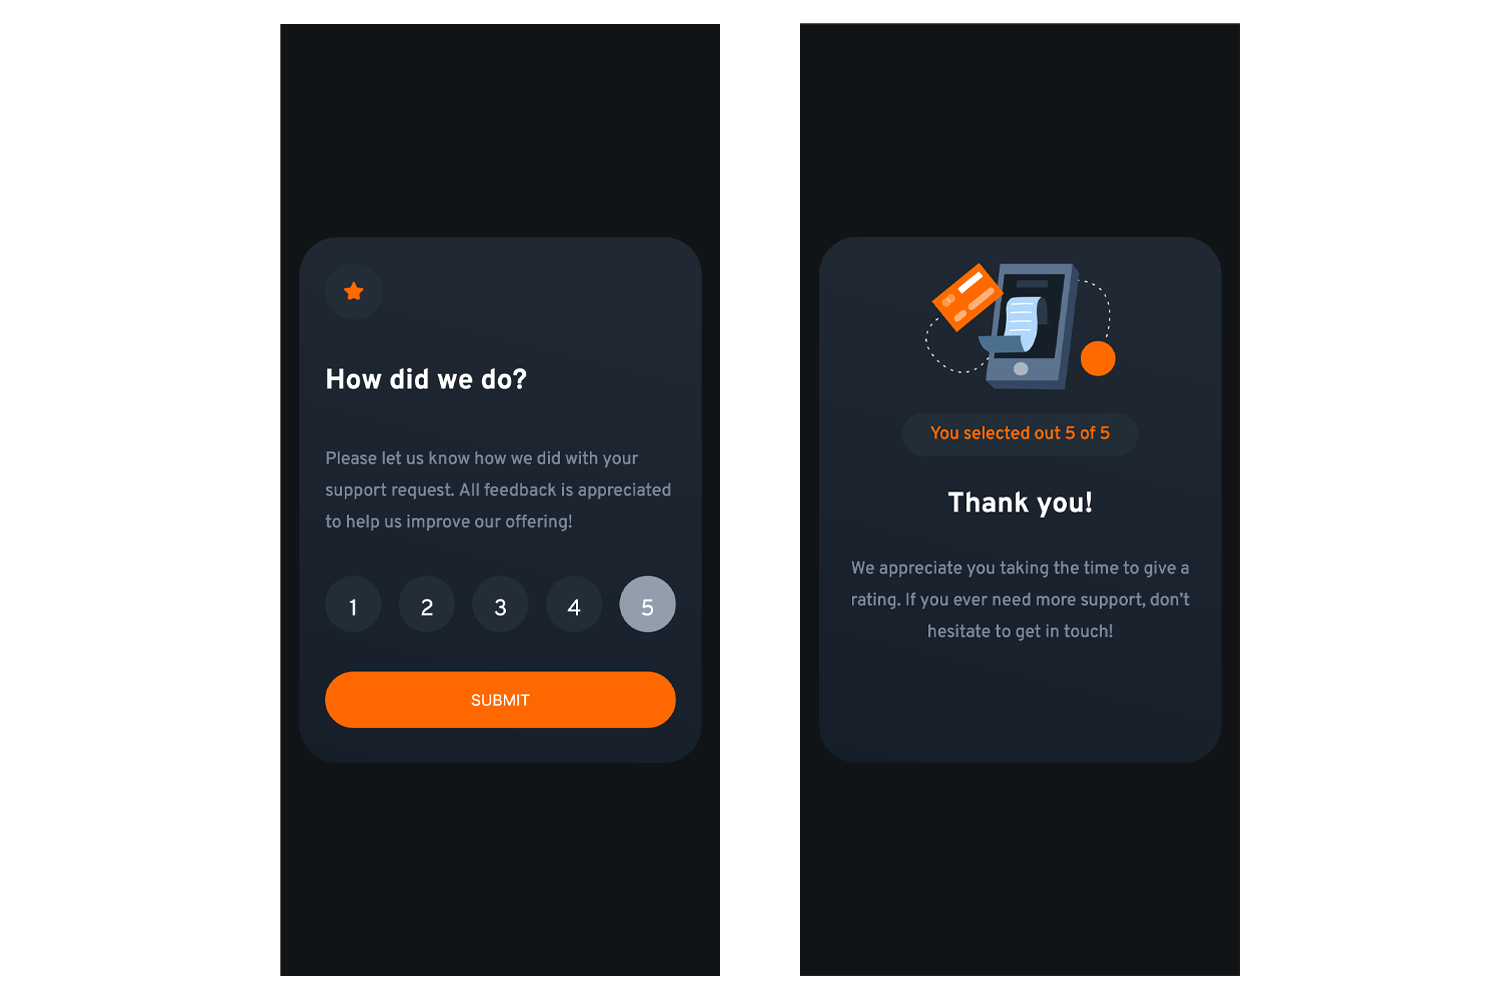 How did we do?
Please let us know how we did with your
support request. All feedback is appreciated
to help us improve our offering!
1 2 3 4 5
SUBMIT
You selected out 5 of 5
Thank you!
We appreciate you taking the time to give a
rating. If you ever need more support, don’t
hesitate to get in touch!